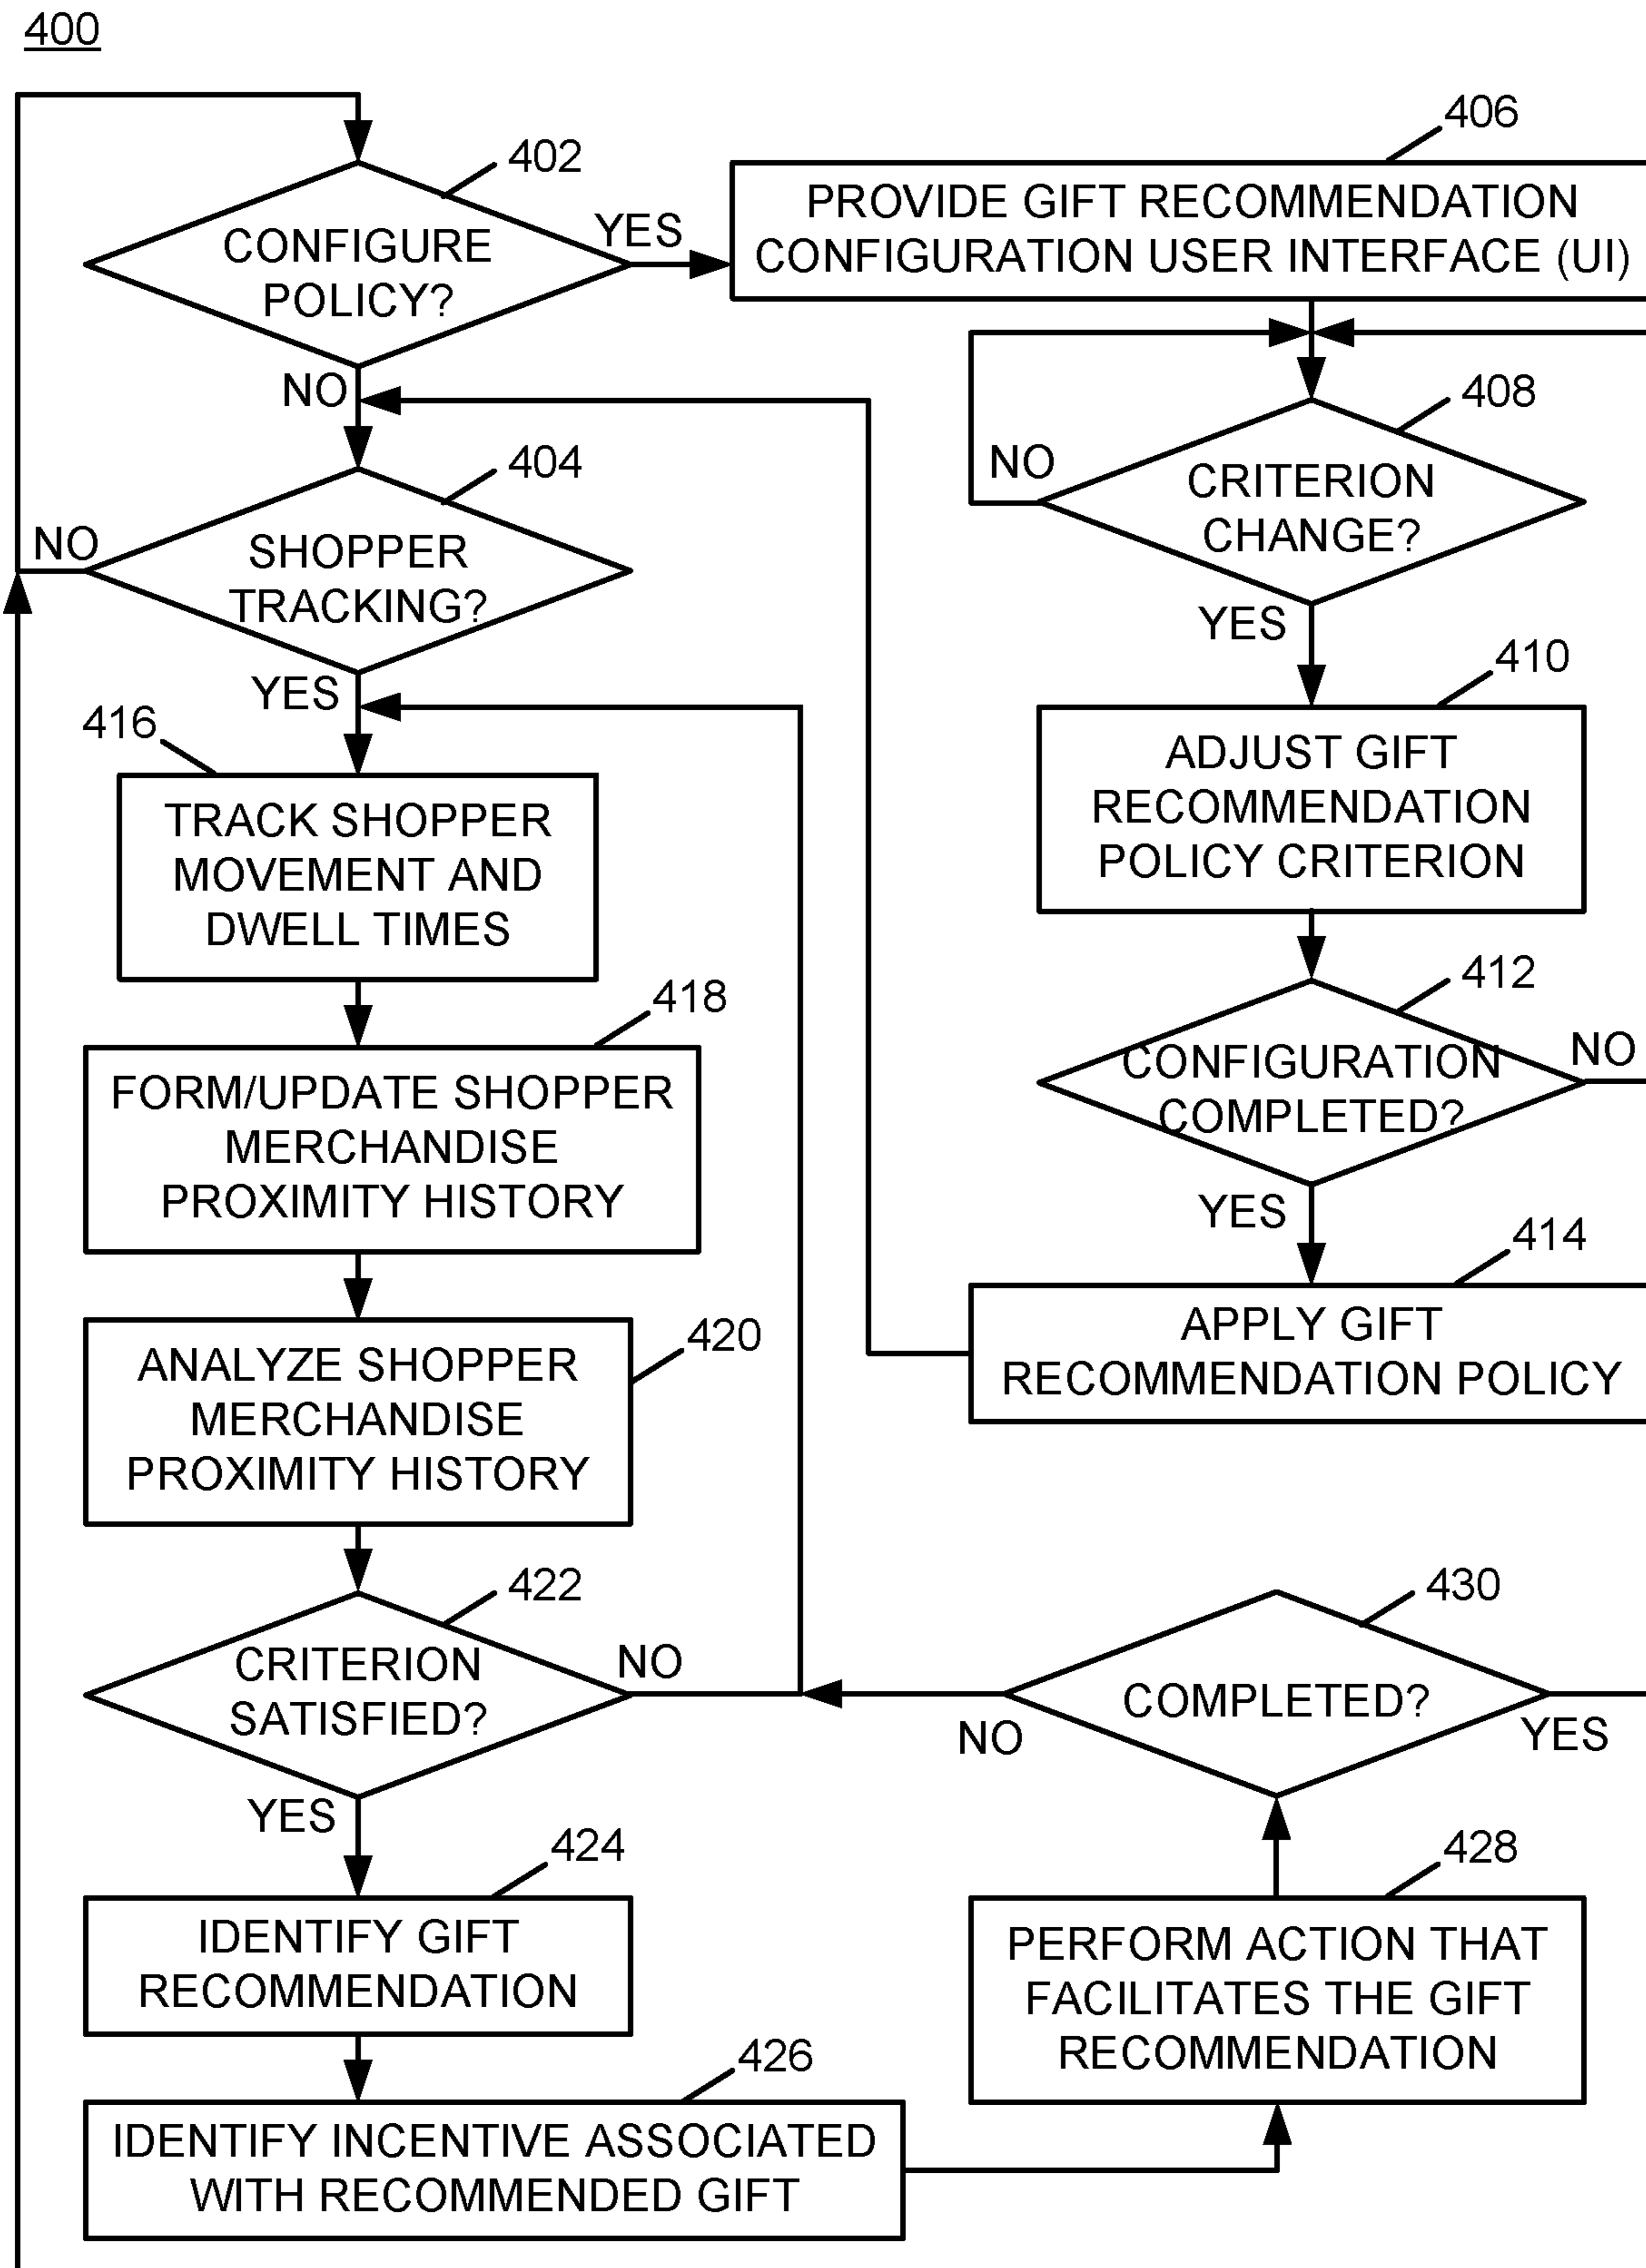 400
402
CONFIGURE
POLICY?
YES
NO
406
PROVIDE GIFT RECOMMENDATION
CONFIGURATION USER INTERFACE (UI)
404
SHOPPER
TRACKING?
NO
YES
408
CRITERION
CHANGE?
NO
YES
410
ADJUST GIFT
RECOMMENDATION
POLICY CRITERION
412
CONFIGURATION
COMPLETED?
NO
YES
414
APPLY GIFT
RECOMMENDATION POLICY
416
TRACK SHOPPER
MOVEMENT AND
DWELL TIMES
418
FORM/UPDATE SHOPPER
MERCHANDISE
PROXIMITY HISTORY
420
ANALYZE SHOPPER
MERCHANDISE
PROXIMITY HISTORY
422
CRITERION
SATISFIED?
NO
YES
424
IDENTIFY GIFT
RECOMMENDATION
426
IDENTIFY INCENTIVE ASSOCIATED
WITH RECOMMENDED GIFT
428
PERFORM ACTION THAT
FACILITATES THE GIFT
RECOMMENDATION
430
COMPLETED?
NO
YES